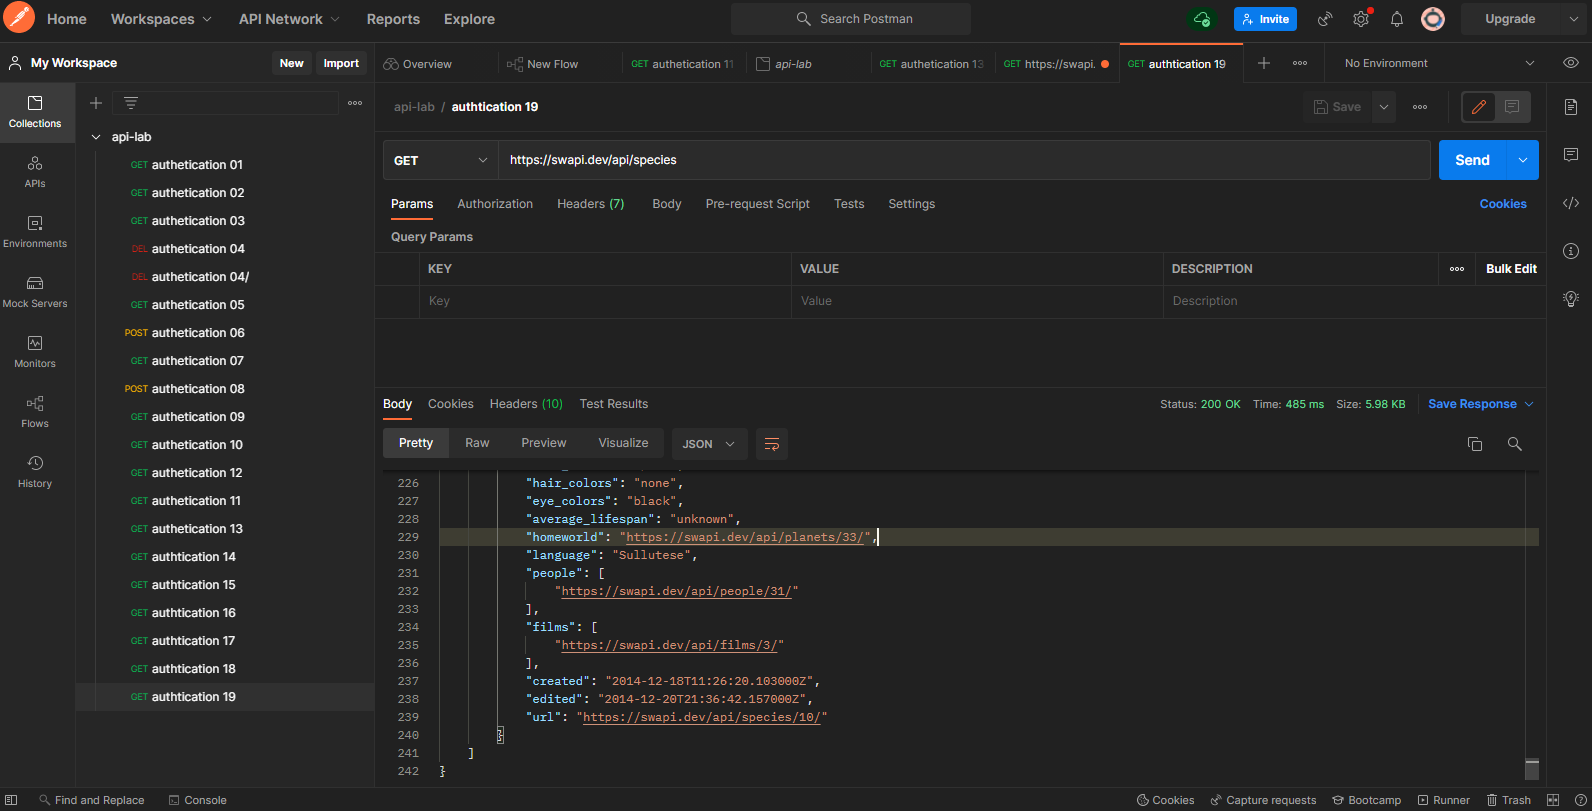 Home Workspaces API Network Reports Explore Search Postman Invite Upgrade
My Workspace New Import Overview New Flow GET authetication 11 api-lab GET authetication 13 GET https://swapi. GET authtication 19 No Environment
Collections
APIs
Environments
Mock Servers
Monitors
Flows
History
api-lab
GET authetication 01
GET authetication 02
GET authetication 03
DEL authetication 04
DEL authetication 04/
GET authetication 05
POST authetication 06
GET authetication 07
POST authetication 08
GET authetication 09
GET authetication 10
GET authetication 12
GET authetication 11
GET authetication 13
GET authtication 14
GET authtication 15
GET authtication 16
GET authtication 17
GET authtication 18
GET authtication 19
api-lab / authtication 19 Save
GET https://swapi.dev/api/species Send
Params Authorization Headers (7) Body Pre-request Script Tests Settings Cookies
Query Params
KEY VALUE DESCRIPTION Bulk Edit
Key Value Description
Body Cookies Headers (10) Test Results Status: 200 OK Time: 485 ms Size: 5.98 KB Save Response
Pretty Raw Preview Visualize JSON
226 "hair_colors": "none",
227 "eye_colors": "black",
228 "average_lifespan": "unknown",
229 "homeworld": "https://swapi.dev/api/planets/33/",
230 "language": "Sullutese",
231 "people": [
232 "https://swapi.dev/api/people/31/"
233 ],
234 "films": [
235 "https://swapi.dev/api/films/3/"
236 ],
237 "created": "2014-12-18T11:26:20.103000Z",
238 "edited": "2014-12-20T21:36:42.157000Z",
239 "url": "https://swapi.dev/api/species/10/"
240 }
241 ]
242 }
Find and Replace Console Cookies Capture requests Bootcamp Runner Trash